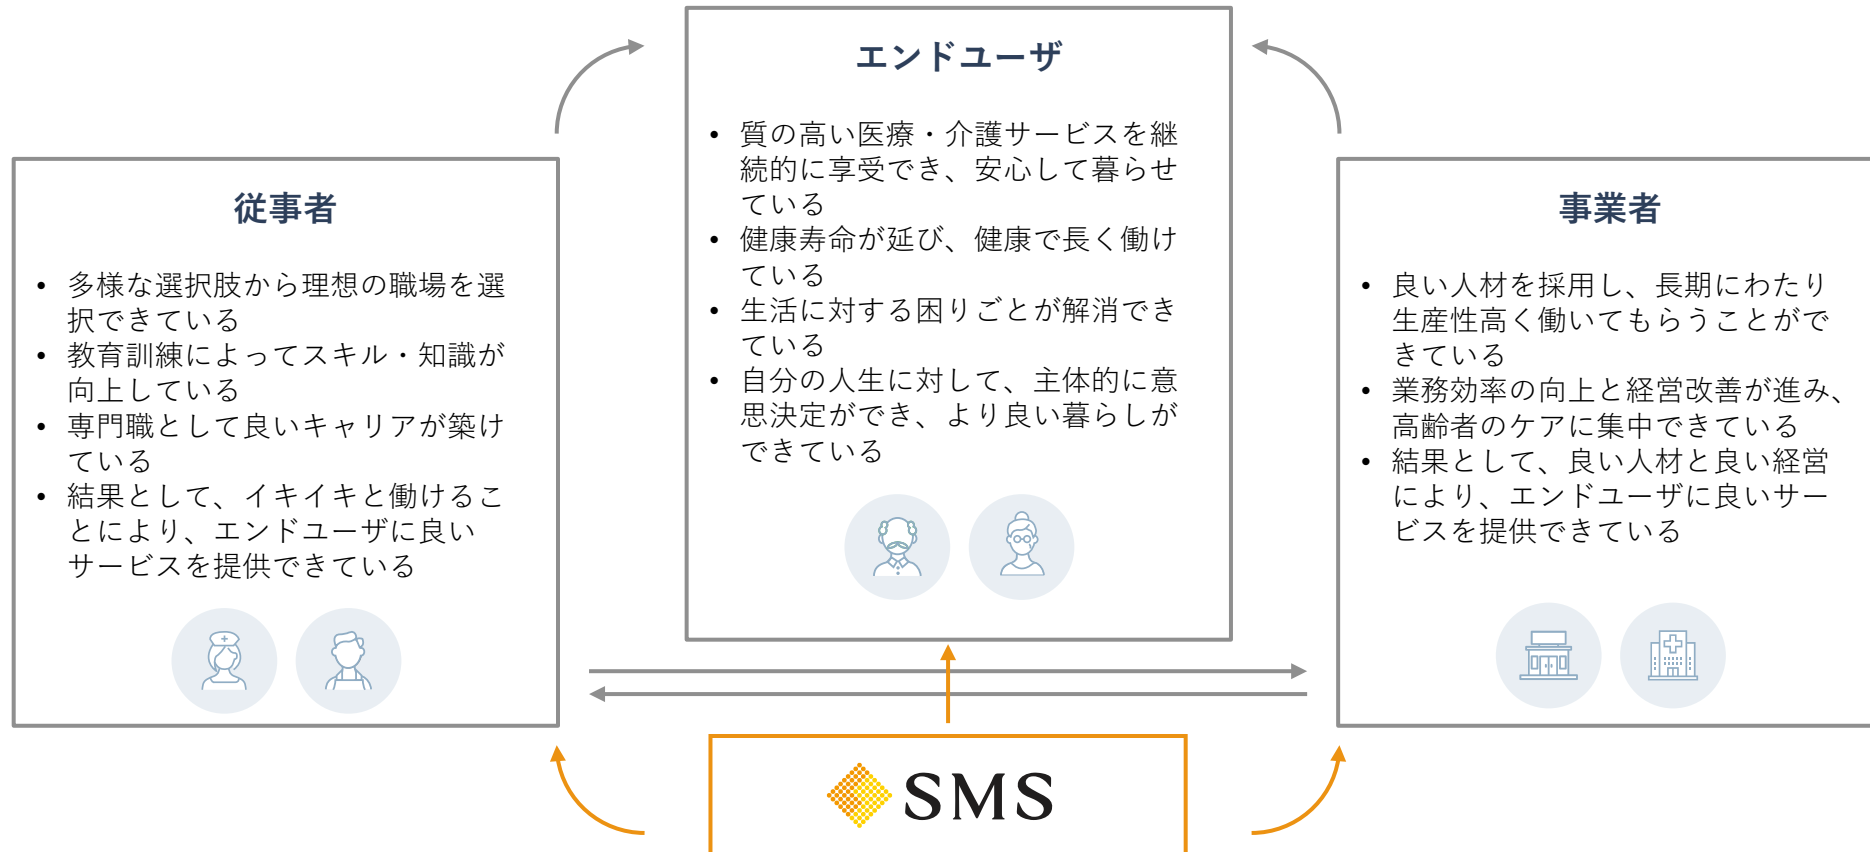 エンドユーザ
• 質の高い医療・介護サービスを継
続的に享受でき、安心して暮らせ
ている
• 健康寿命が延び、健康で長く働け
ている
• 生活に対する困りごとが解消でき
ている
• 自分の人生に対して、主体的に意
思決定ができ、より良い暮らしが
できている
従事者
• 多様な選択肢から理想の職場を選
択できている
• 教育訓練によってスキル・知識が
向上している
• 専門職として良いキャリアが築け
ている
• 結果として、イキイキと働けるこ
とにより、エンドユーザに良い
サービスを提供できている
事業者
• 良い人材を採用し、長期にわたり
生産性高く働いてもらうことがで
きている
• 業務効率の向上と経営改善が進み、
高齢者のケアに集中できている
• 結果として、良い人材と良い経営
により、エンドユーザに良いサー
ビスを提供できている
SMS